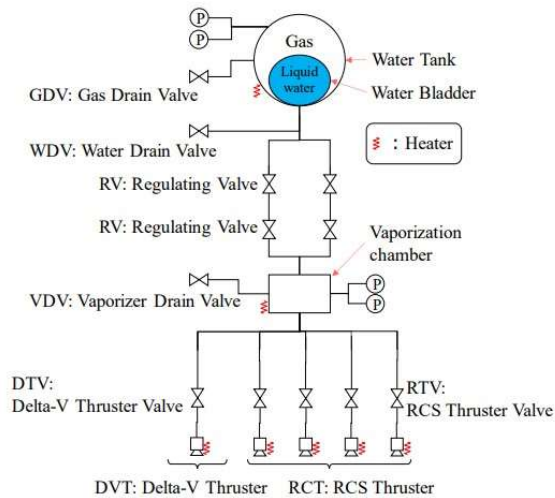 P
P
Gas
Liquid
water
Water Tank
Water Bladder
GDV: Gas Drain Valve
WDV: Water Drain Valve
: Heater
RV: Regulating Valve
RV: Regulating Valve
Vaporization
chamber
P
P
VDV: Vaporizer Drain Valve
DTV:
Delta-V Thruster Valve
RTV:
RCS Thruster Valve
DVT: Delta-V Thruster
RCT: RCS Thruster